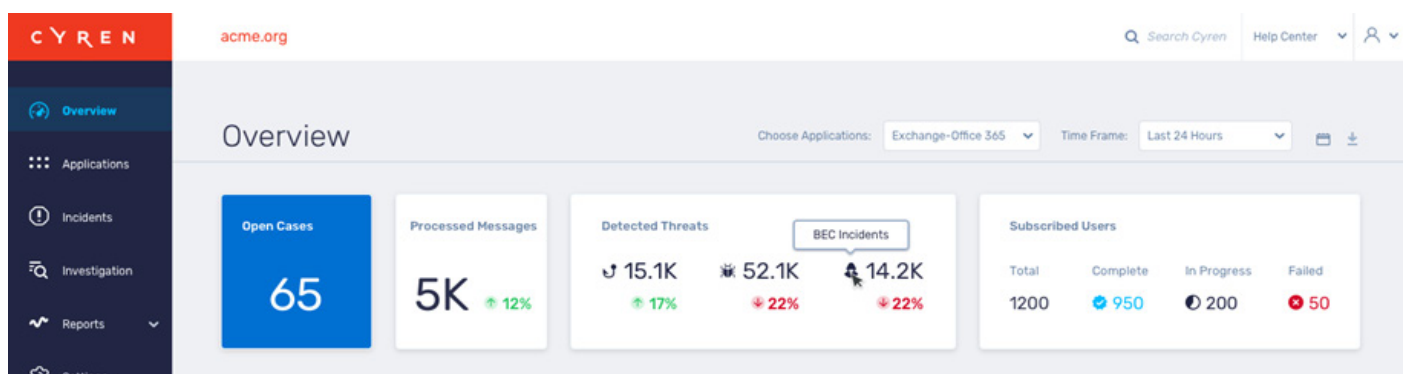 CYREN
acme.org
Search Cyren
Help Center
Overview
Applications
Incidents
Investigation
Reports
Overview
Choose Applications:
Exchange-Office 365
Time Frame:
Last 24 Hours
Open Cases
65
Processed Messages
5K
12%
Detected Threats
BEC Incidents
15.1K
52.1K
14.2K
17%
22%
22%
Subscribed Users
Total
Complete
In Progress
Failed
1200
950
200
50